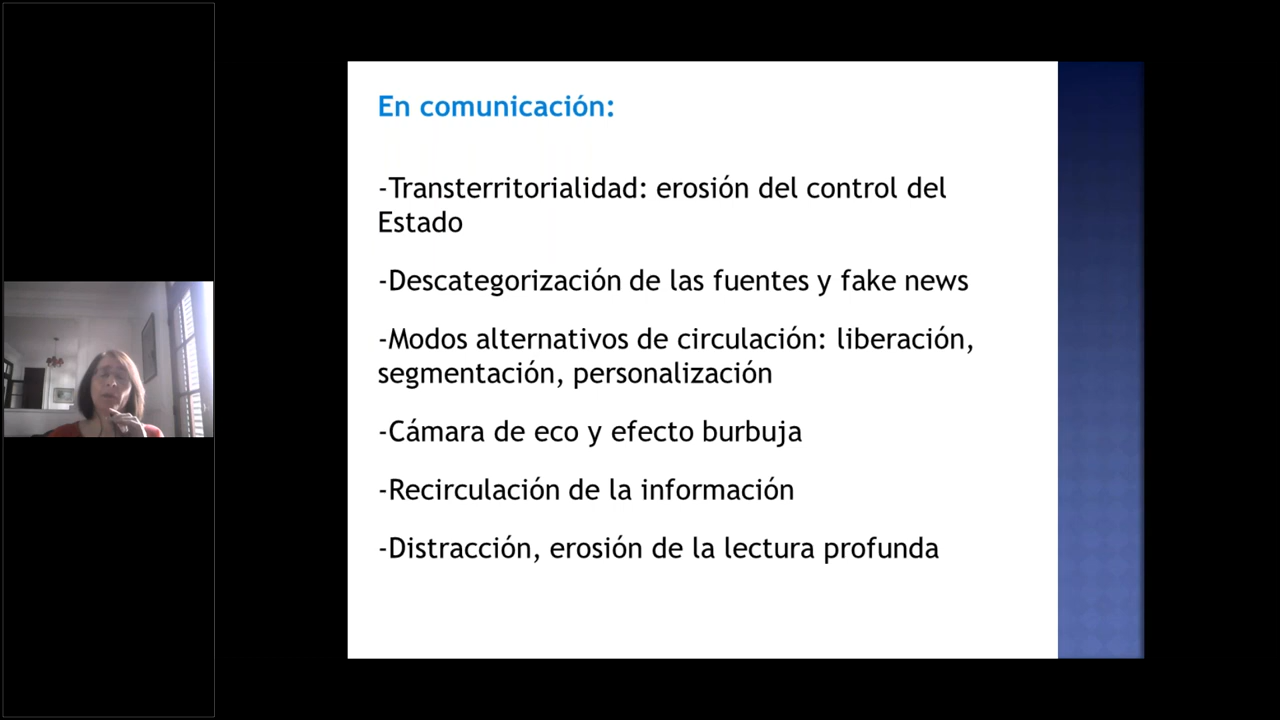 En comunicación:
-Transterritorialidad: erosión del control del
Estado
-Descategorización de las fuentes y fake news
-Modos alternativos de circulación: liberación,
segmentación, personalización
-Cámara de eco y efecto burbuja
-Recirculación de la información
-Distracción, erosión de la lectura profunda